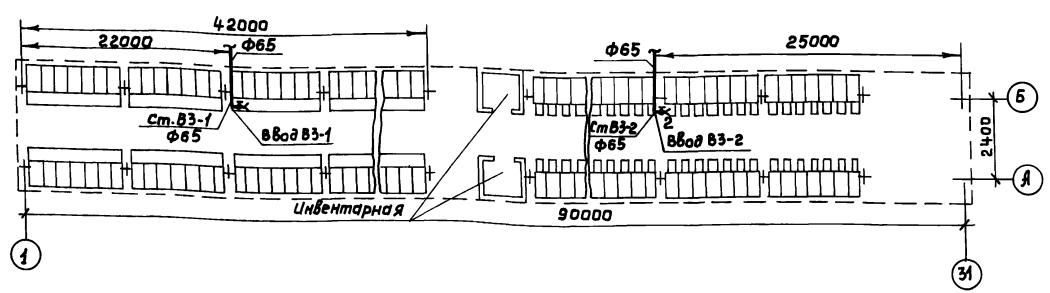 42000
22000
Ф65
Ф65
25000
Ст. В3-1
Ф65
Ввод В3-1
Ст В3-2
Ф65
2
Ввод В3-2
Б
2400
А
Инвентарная
90000
1
31